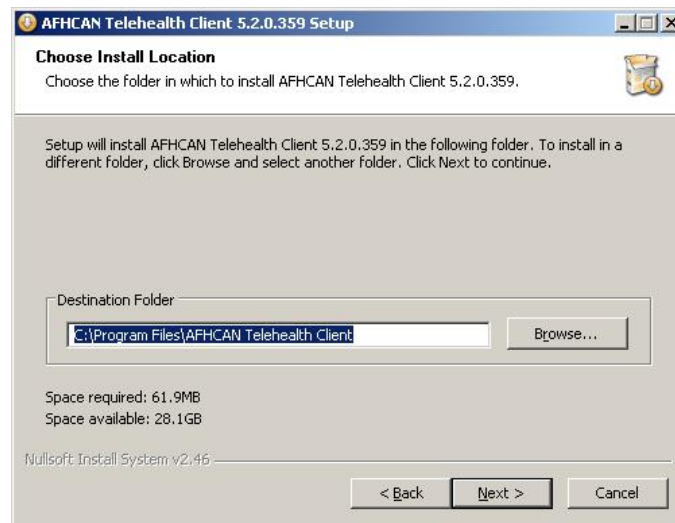 AFHCAN Telehealth Client 5.2.0.359 Setup
Choose Install Location
Choose the folder in which to install AFHCAN Telehealth Client 5.2.0.359.
Setup will install AFHCAN Telehealth Client 5.2.0.359 in the following folder. To install in a
different folder, click Browse and select another folder. Click Next to continue.
Destination Folder
C:\Program Files\AFHCAN Telehealth Client
Browse...
Space required: 61.9MB
Space available: 28.1GB
Nullsoft Install System v2.46
< Back
Next >
Cancel